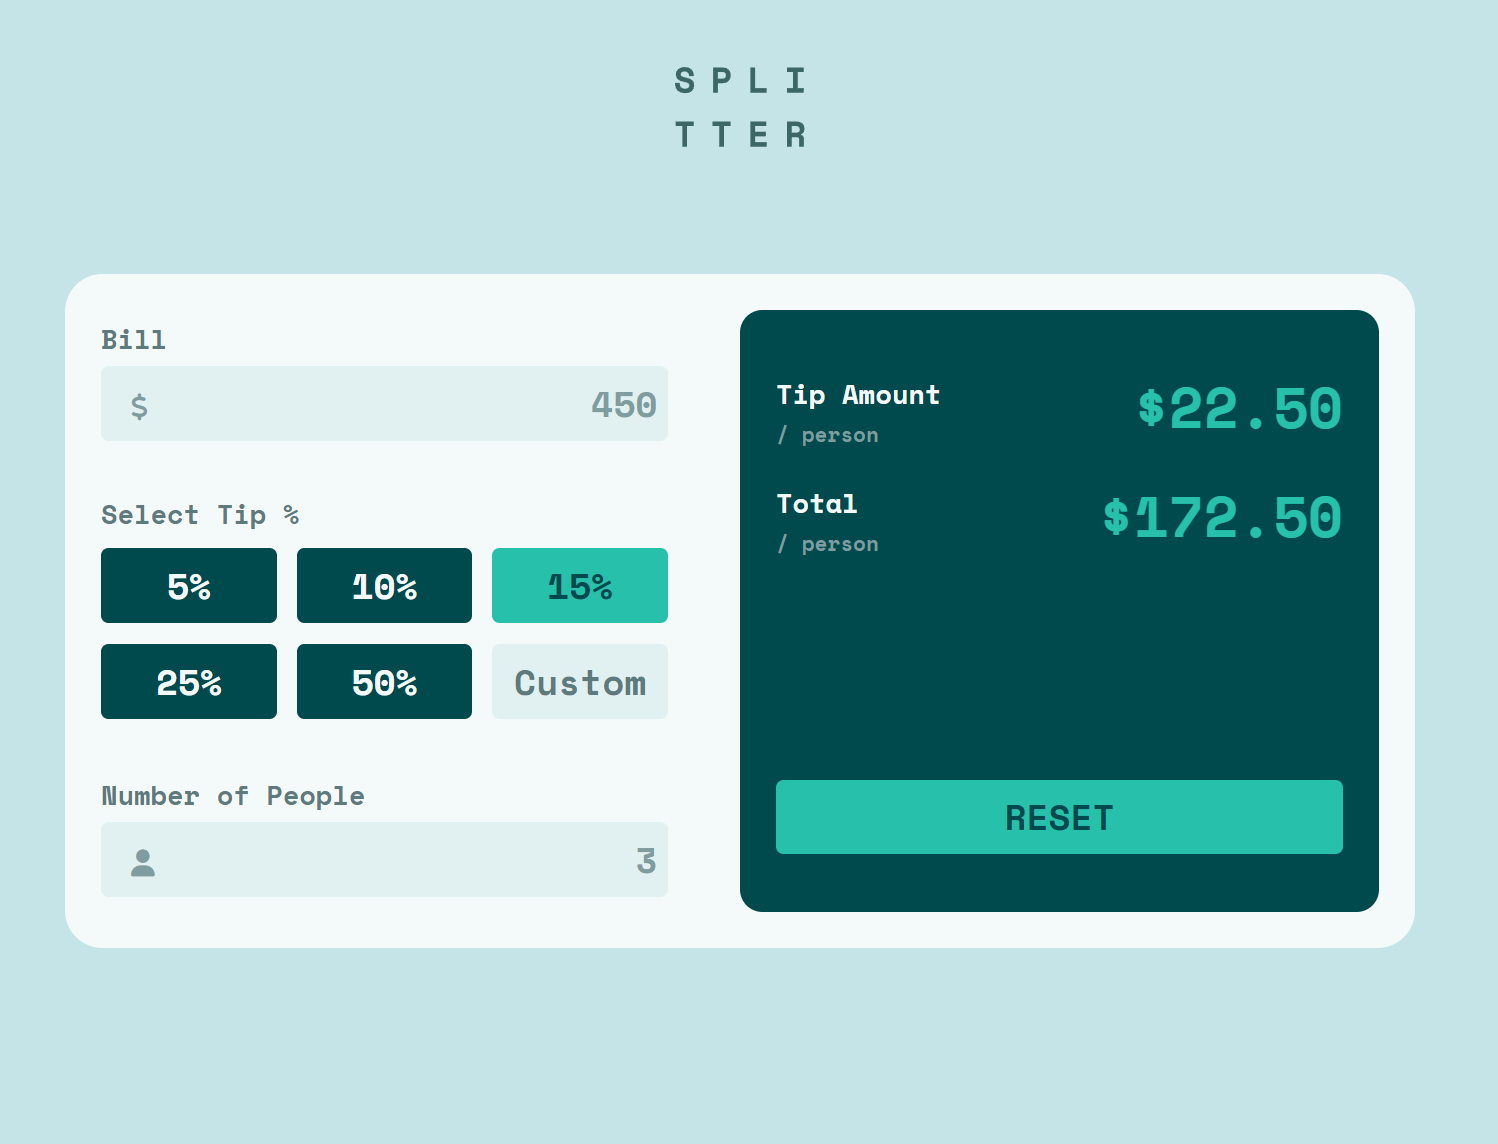 SPLI
TTER
Bill
$ 450
Select Tip %
5% 10% 15%
25% 50% Custom
Number of People
3
Tip Amount $22.50
/ person
Total $172.50
/ person
RESET